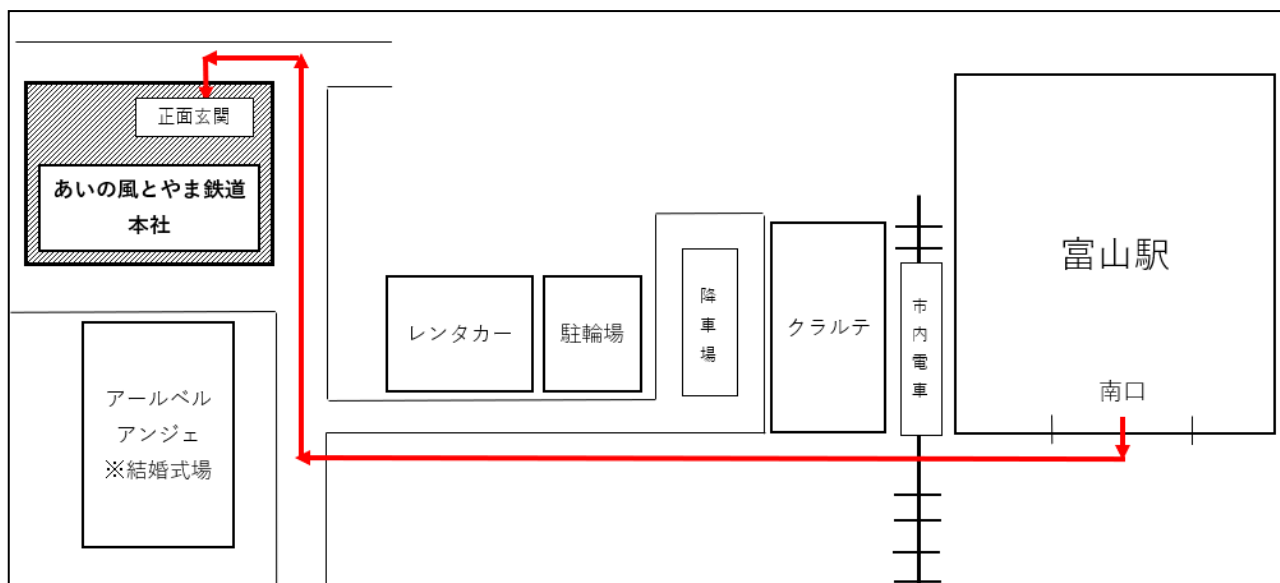 正面玄関
あいの風とやま鉄道
本社
富山駅
南口
市内電車
クラルテ
降車場
駐輪場
レンタカー
アールベル
アンジェ
※結婚式場